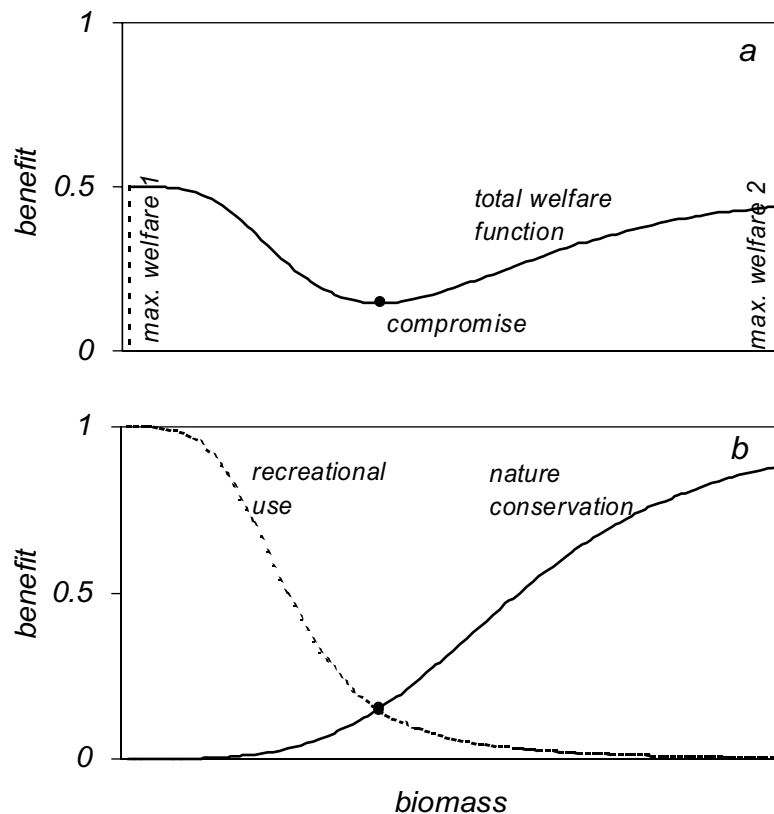 1
a
benefit
0.5
max. welfare 1
total welfare
function
max. welfare 2
compromise
0
1
b
recreational
use
nature
conservation
benefit
0.5
0
biomass